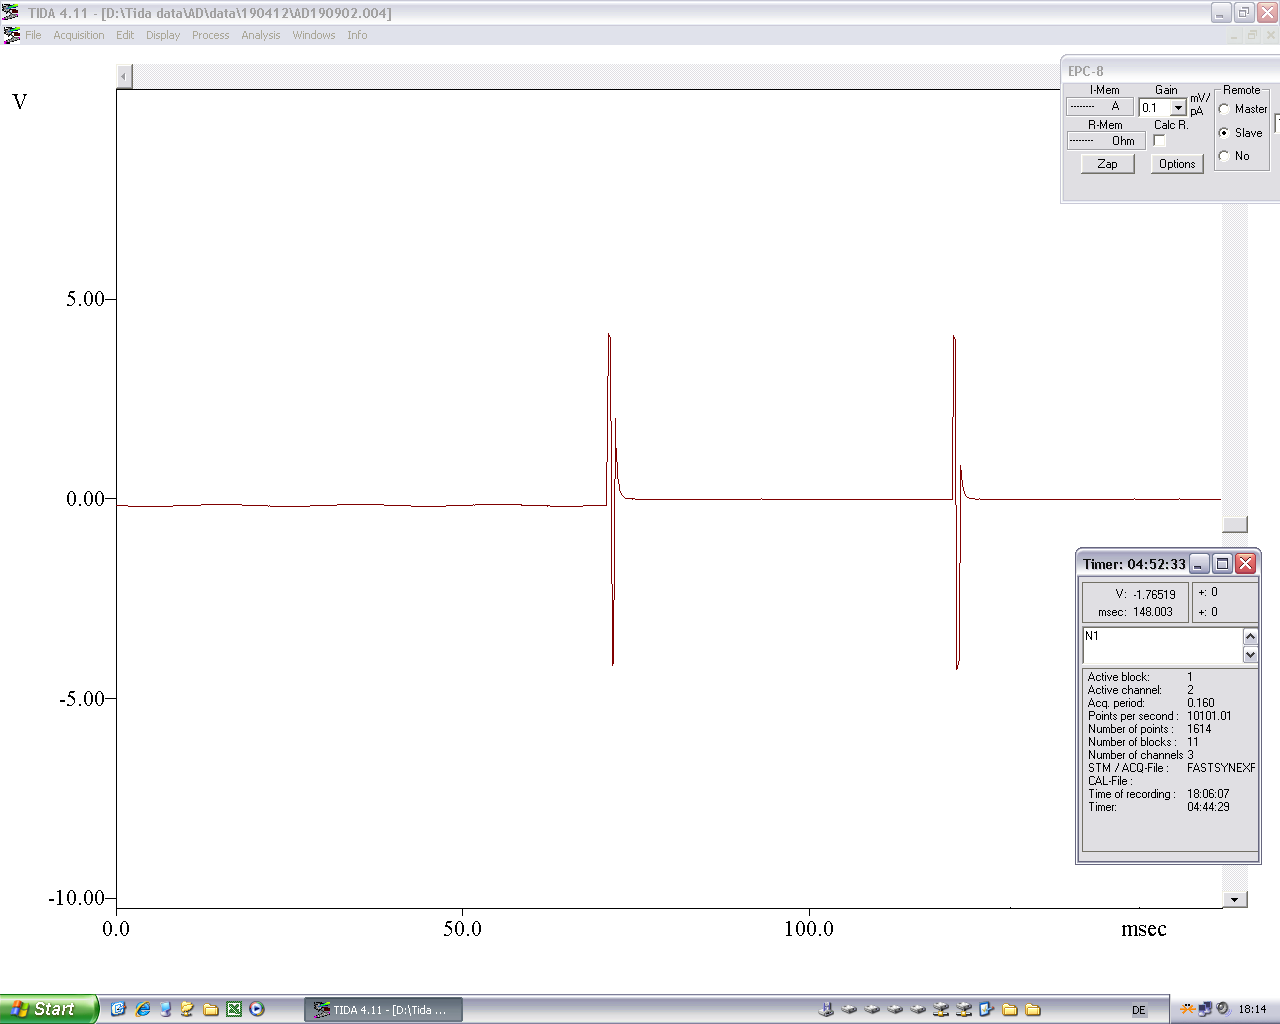 TIDA 4.11 - [D:\Tida data\AD\data\190412\AD190902.004]
File Acquisition Edit Display Process Analysis Windows Info
V
5.00
0.00
-5.00
-10.00
0.0 50.0 100.0 msec
EPC-8
I-Mem Gain Remote
-------- A 0.1 mV/
pA Master
R-Mem Calc R.
-------- Ohm Slave
Zap Options No
Timer: 04:52:33
V: -1.76519 +: 0
msec: 148.003 +: 0
N1
Active block: 1
Active channel: 2
Acq. period: 0.160
Points per second : 10101.01
Number of points : 1614
Number of blocks : 11
Number of channels 3
STM / ACQ-File : FASTSYNEXF
CAL-File :
Time of recording : 18:06:07
Timer: 04:44:29
Start TIDA 4.11 - [D:\Tida ... DE 18:14